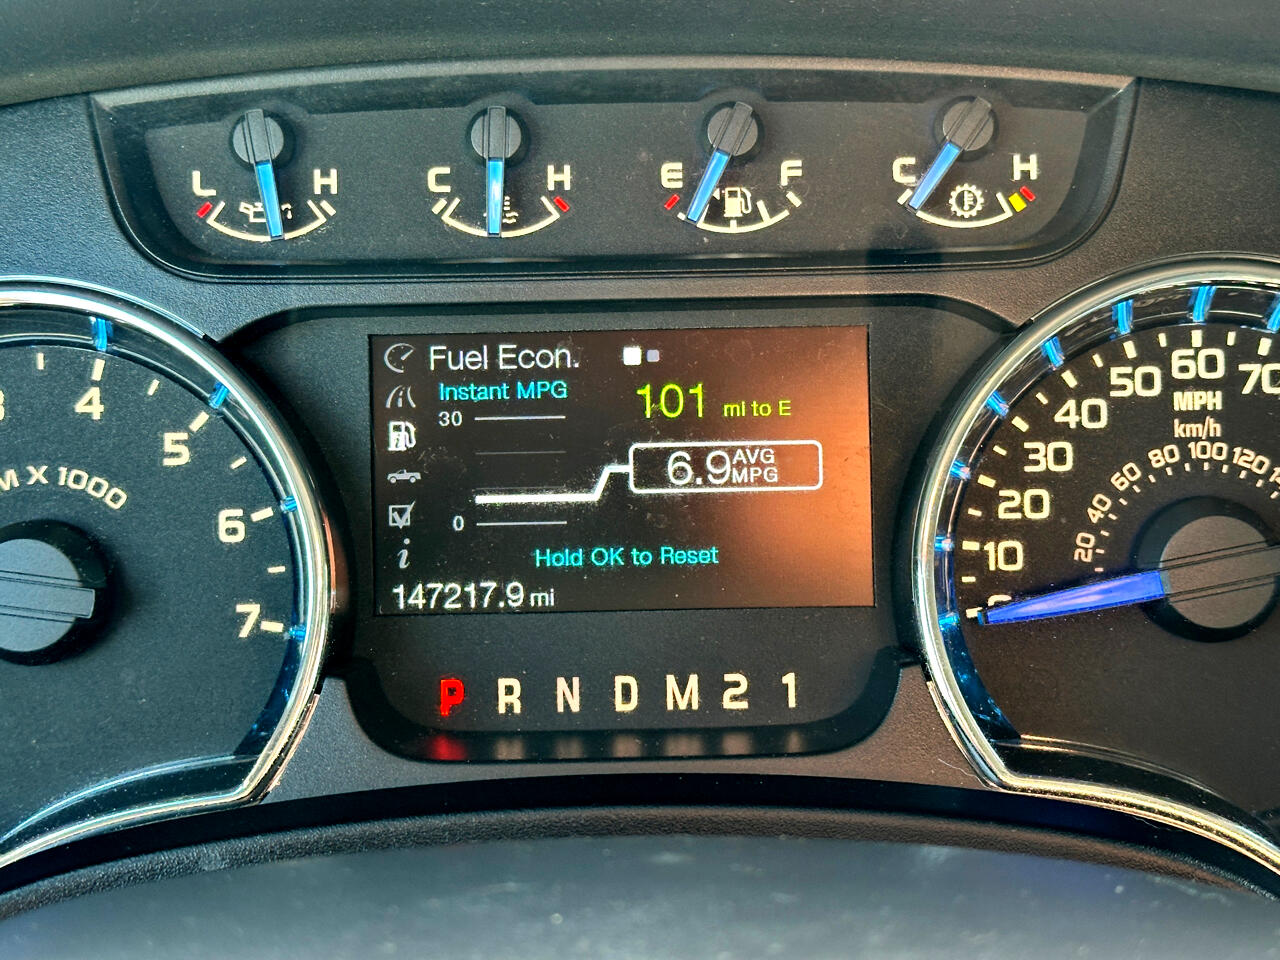 L H
C H
E F
C H
Fuel Econ.
Instant MPG
30
101 mi to E
6.9 AVG MPG
0
Hold OK to Reset
147217.9 mi
P R N D M 2 1
4
5
6
7
M X 1000
10
20
30
40
50
60
70
MPH
km/h
20
40
60
80
100
120